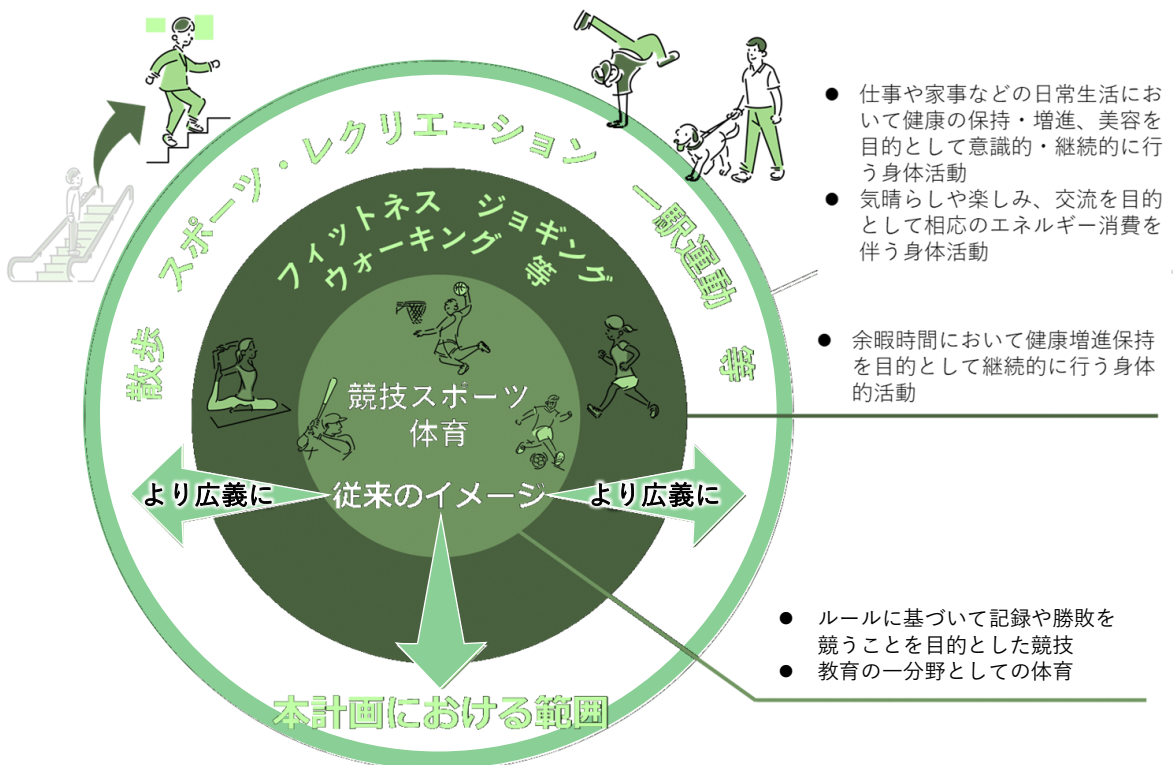 スポーツ・レクリエーション 一駅運動 等
散歩
フィットネス ジョギング
ウォーキング 等
競技スポーツ
体育
従来のイメージ
より広義に
より広義に
本計画における範囲
● 仕事や家事などの日常生活にお
いて健康の保持・増進、美容を
目的として意識的・継続的に行
う身体活動
● 気晴らしや楽しみ、交流を目的
として相応のエネルギー消費を
伴う身体活動
● 余暇時間において健康増進保持
を目的として継続的に行う身体
的活動
● ルールに基づいて記録や勝敗を
競うことを目的とした競技
● 教育の一分野としての体育